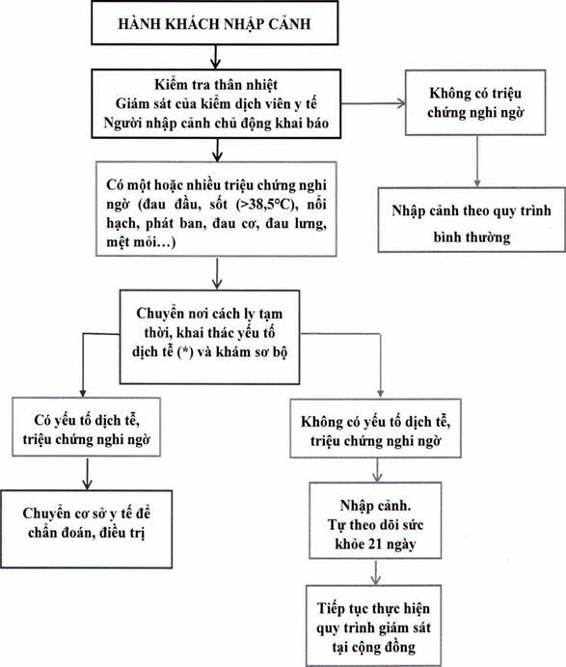 HÀNH KHÁCH NHẬP CẢNH
Kiểm tra thân nhiệt
Giám sát của kiểm dịch viên y tế
Người nhập cảnh chủ động khai báo
Không có triệu
chứng nghi ngờ
Có một hoặc nhiều triệu chứng nghi
ngờ (đau đầu, sốt (>38,5°C), nổi
hạch, phát ban, đau cơ, đau lưng,
mệt mỏi…)
Nhập cảnh theo quy trình
bình thường
Chuyển nơi cách ly tạm
thời, khai thác yếu tố
dịch tễ (*) và khám sơ bộ
Có yếu tố dịch tễ,
triệu chứng nghi ngờ
Không có yếu tố dịch tễ,
triệu chứng nghi ngờ
Chuyển cơ sở y tế để
chẩn đoán, điều trị
Nhập cảnh.
Tự theo dõi sức
khỏe 21 ngày
Tiếp tục thực hiện
quy trình giám sát
tại cộng đồng